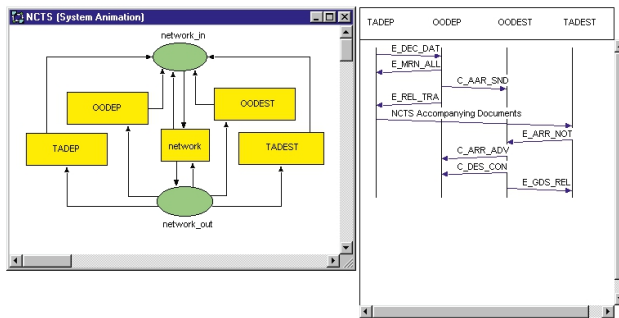 NCTS (System Animation)
network_in
OODEP
OODEST
TADEP
network
TADEST
network_out
TADEP OODEP OODEST TADEST
E_DEC_DAT
E_MRN_ALL
C_AAR_SND
E_REL_TRA
NCTS Accompanying Documents
E_ARR_NOT
C_ARR_ADV
C_DES_CON
E_GDS_REL